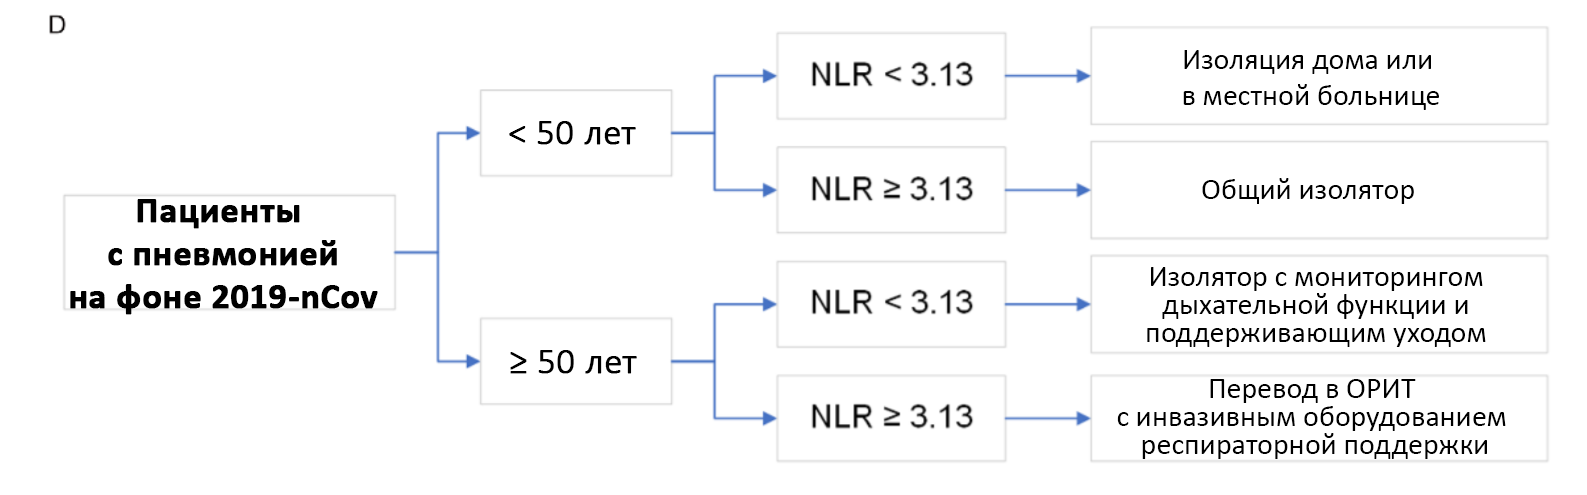 D
Пациенты
с пневмонией
на фоне 2019-nCov
< 50 лет
NLR < 3.13
Изоляция дома или
в местной больнице
NLR ≥ 3.13
Общий изолятор
≥ 50 лет
NLR < 3.13
Изолятор с мониторингом
дыхательной функции и
поддерживающим уходом
NLR ≥ 3.13
Перевод в ОРИТ
с инвазивным оборудованием
респираторной поддержки